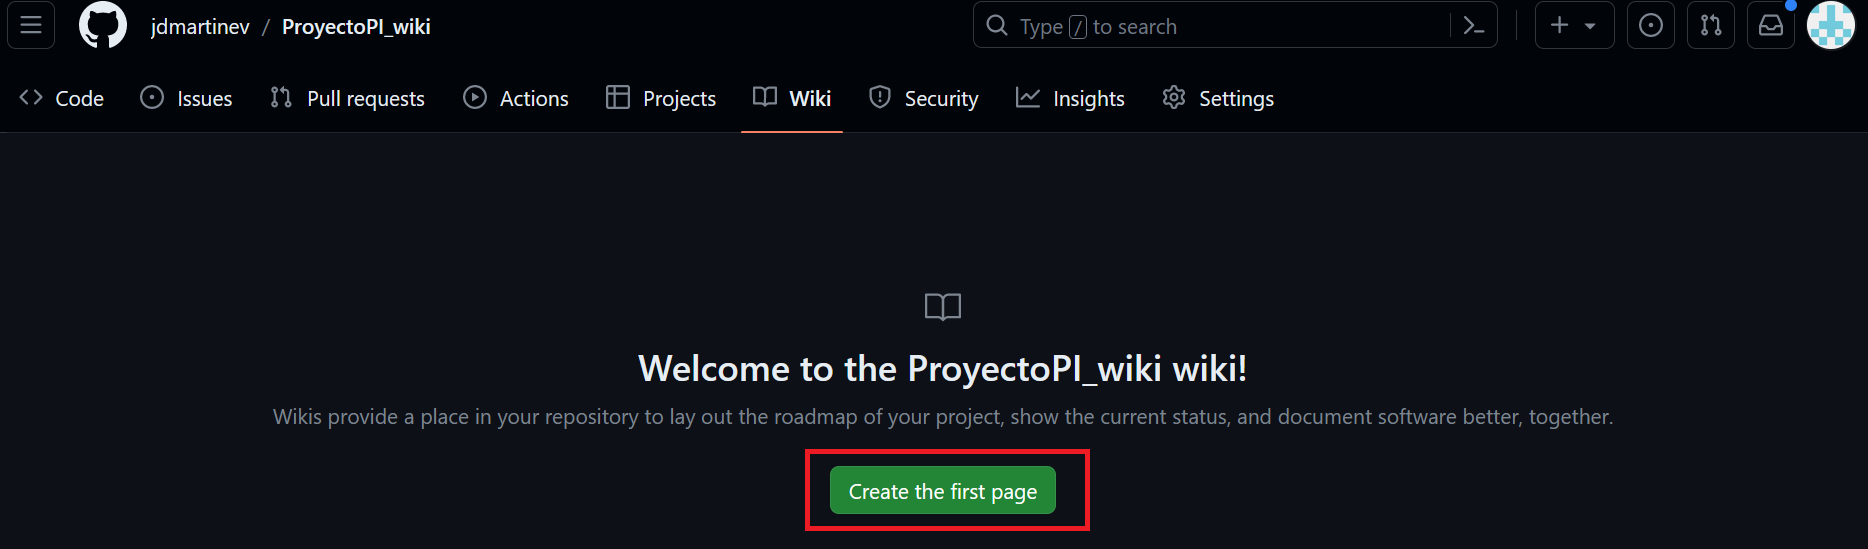 jdmartinev / ProyectoPI_wiki
Type / to search
Code Issues Pull requests Actions Projects Wiki Security Insights Settings
Welcome to the ProyectoPI_wiki wiki!
Wikis provide a place in your repository to lay out the roadmap of your project, show the current status, and document software better, together.
Create the first page